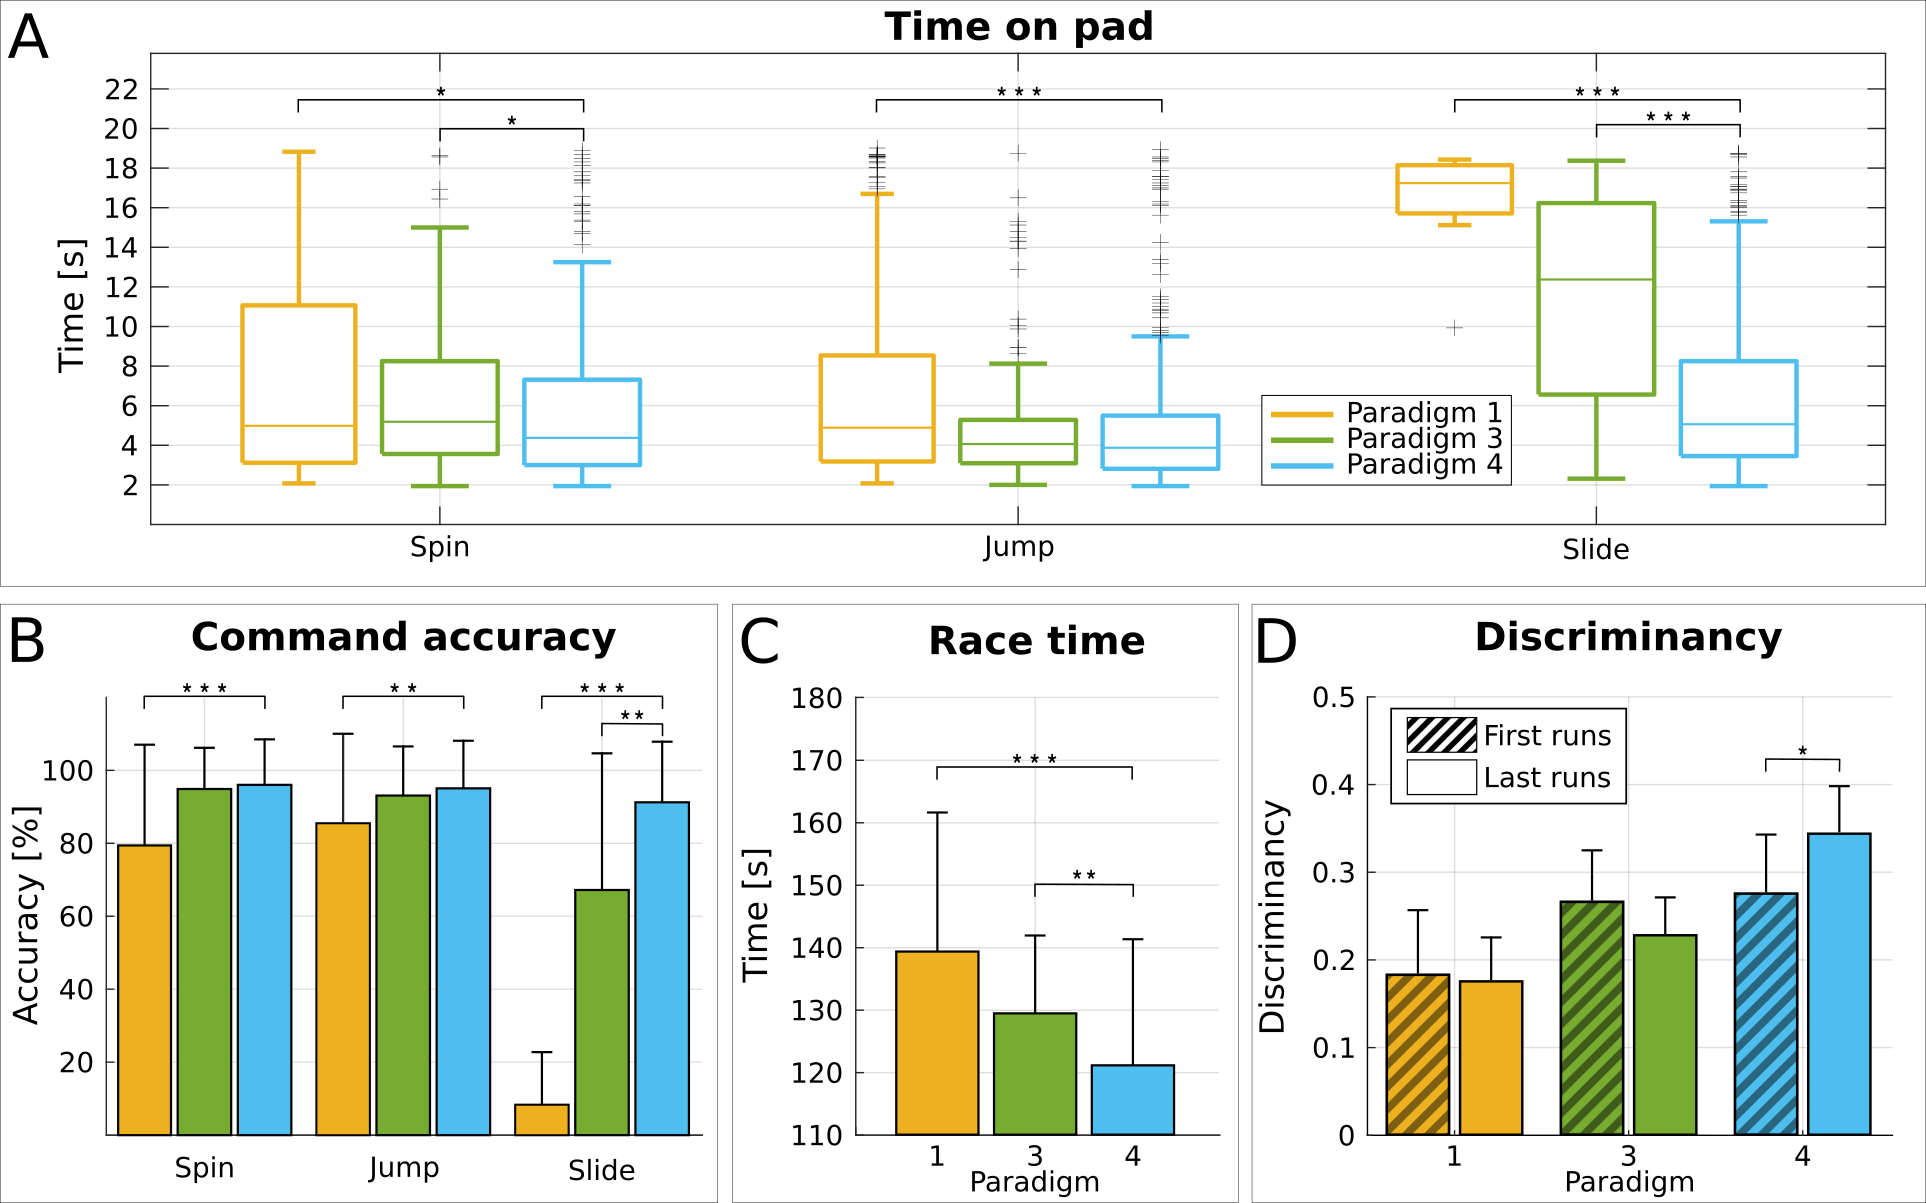 A
Time on pad
Time [s]
22
20
18
16
14
12
10
8
6
4
2
*
*
***
***
***
Paradigm 1
Paradigm 3
Paradigm 4
Spin Jump Slide
B
Command accuracy
Accuracy [%]
100
80
60
40
20
***
**
***
**
Spin Jump Slide
C
Race time
Time [s]
180
170
160
150
140
130
120
110
***
**
1 3 4
Paradigm
D
Discriminancy
Discriminancy
0.5
0.4
0.3
0.2
0.1
0
First runs
Last runs
*
1 3 4
Paradigm